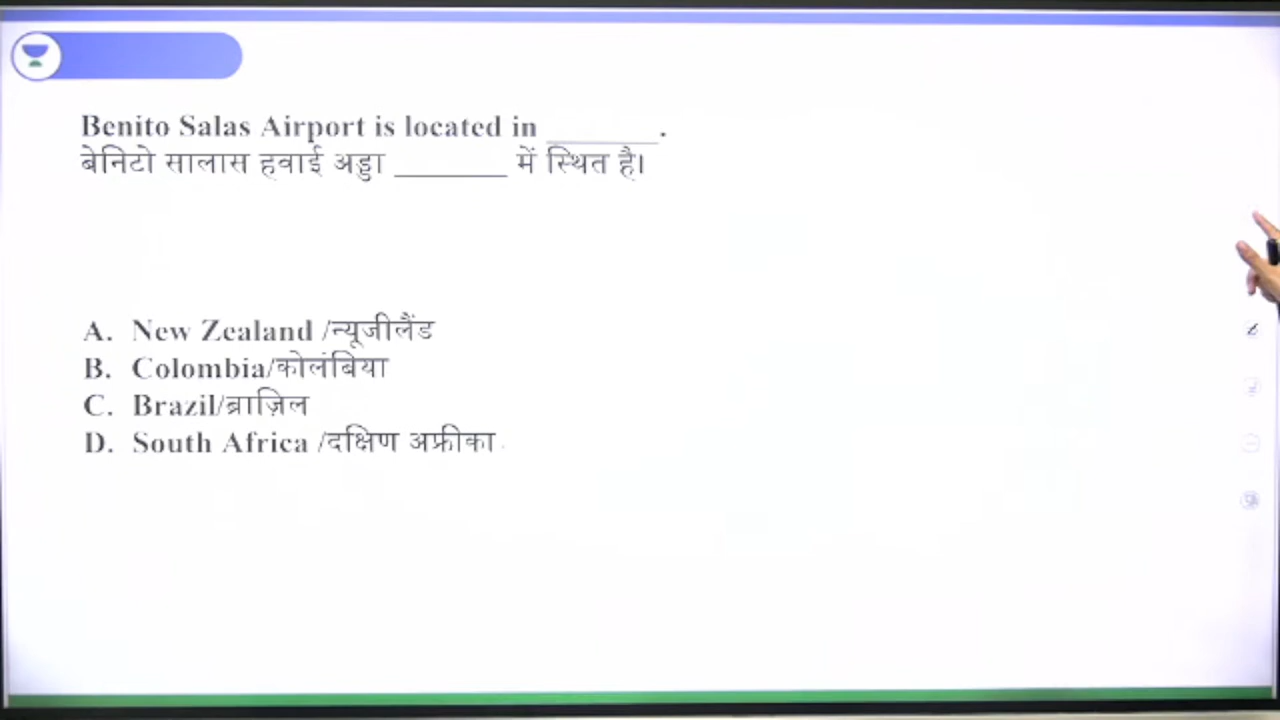 Benito Salas Airport is located in ________.
बेनिटो सालास हवाई अड्डा ________ में स्थित है।
A. New Zealand /न्यूजीलैंड
B. Colombia/कोलंबिया
C. Brazil/ब्राज़िल
D. South Africa /दक्षिण अफ्रीका